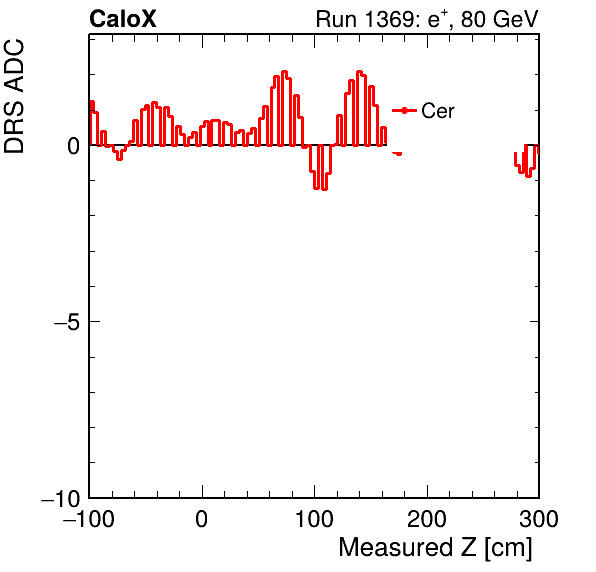 CaloX Run 1369: e⁺, 80 GeV
DRS ADC
Cer
0
−5
−10
−100 0 100 200 300
Measured Z [cm]